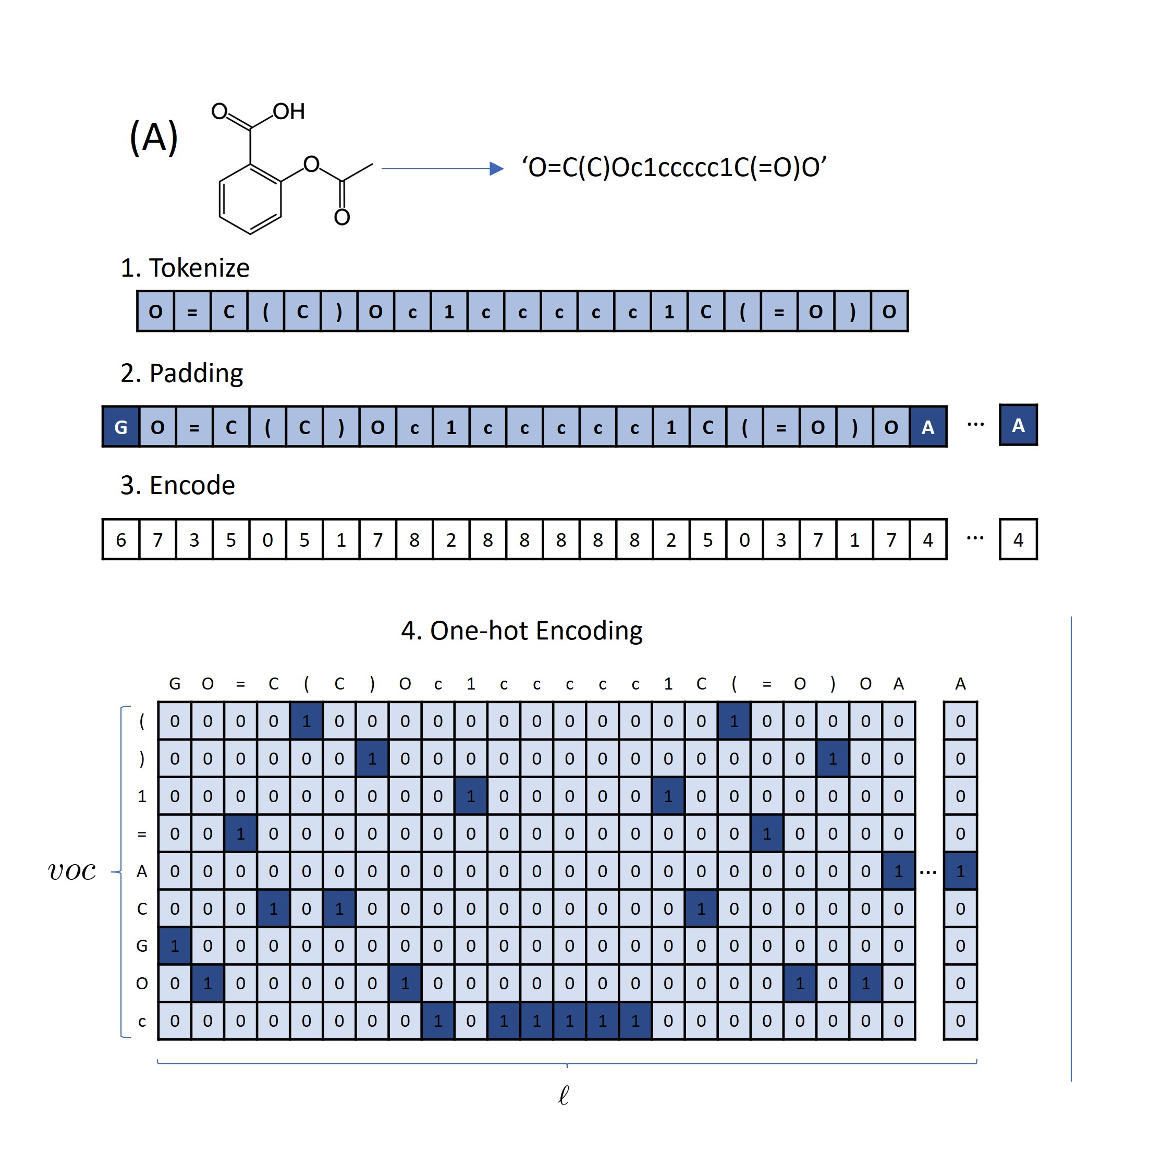 (A)
O OH
O
O
‘O=C(C)Oc1ccccc1C(=O)O’
1. Tokenize
O = C ( C ) O c 1 c c c c c 1 C ( = O ) O
2. Padding
G O = C ( C ) O c 1 c c c c c 1 C ( = O ) O A ... A
3. Encode
6 7 3 5 0 5 1 7 8 2 8 8 8 8 8 2 5 0 3 7 1 7 4 ... 4
4. One-hot Encoding
G O = C ( C ) O c 1 c c c c c 1 C ( = O ) O A A
( 0 0 0 0 1 0 0 0 0 0 0 0 0 0 0 0 0 1 0 0 0 0 0 0
) 0 0 0 0 0 0 1 0 0 0 0 0 0 0 0 0 0 0 0 0 1 0 0 0
1 0 0 0 0 0 0 0 0 0 1 0 0 0 0 0 1 0 0 0 0 0 0 0 0
= 0 0 1 0 0 0 0 0 0 0 0 0 0 0 0 0 0 0 1 0 0 0 0 0
voc A 0 0 0 0 0 0 0 0 0 0 0 0 0 0 0 0 0 0 0 0 0 0 1 ... 1
C 0 0 0 1 0 1 0 0 0 0 0 0 0 0 0 0 1 0 0 0 0 0 0 0
G 1 0 0 0 0 0 0 0 0 0 0 0 0 0 0 0 0 0 0 0 0 0 0 0
O 0 1 0 0 0 0 0 1 0 0 0 0 0 0 0 0 0 0 0 1 0 1 0 0
c 0 0 0 0 0 0 0 0 1 0 1 1 1 1 1 0 0 0 0 0 0 0 0 0
ℓ